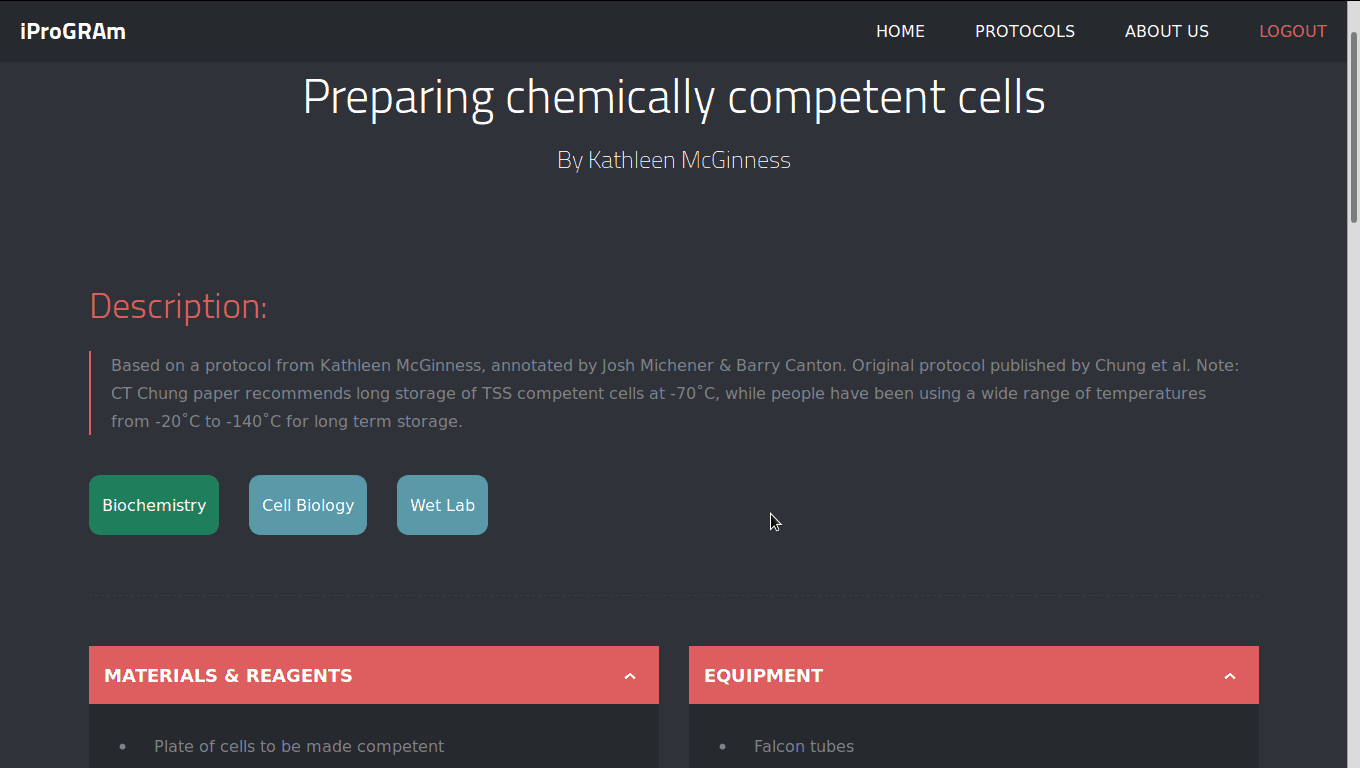 iProGRAm
HOME PROTOCOLS ABOUT US LOGOUT
Preparing chemically competent cells
By Kathleen McGinness
Description:
Based on a protocol from Kathleen McGinness, annotated by Josh Michener & Barry Canton. Original protocol published by Chung et al. Note:
CT Chung paper recommends long storage of TSS competent cells at -70˚C, while people have been using a wide range of temperatures
from -20˚C to -140˚C for long term storage.
Biochemistry Cell Biology Wet Lab
MATERIALS & REAGENTS
• Plate of cells to be made competent
EQUIPMENT
• Falcon tubes